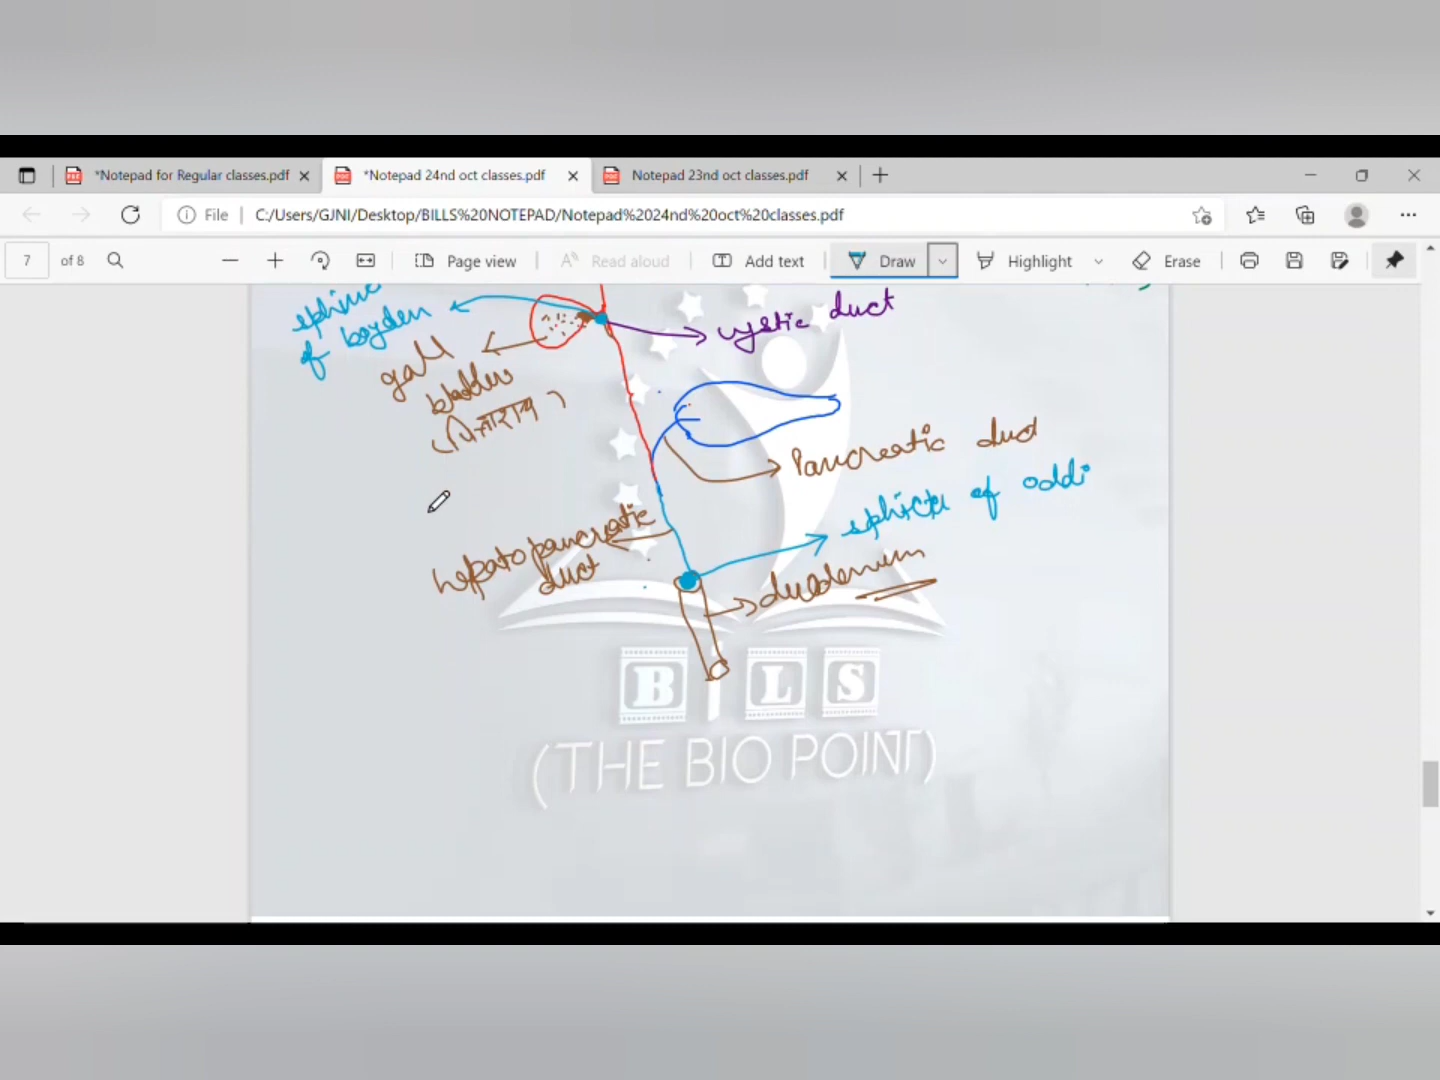 *Notepad for Regular classes.pdf
*Notepad 24nd oct classes.pdf
Notepad 23nd oct classes.pdf
File
C:/Users/GJNI/Desktop/BILLS%20NOTEPAD/Notepad%2024nd%20oct%20classes.pdf
7 of 8
Page view
Read aloud
Add text
Draw
Highlight
Erase
of boyden
cystic duct
gall
bladder
Pancreatic duct
of oddi
hepatopancreatic
duct
duodenum
BILS
(THE BIO POINT)